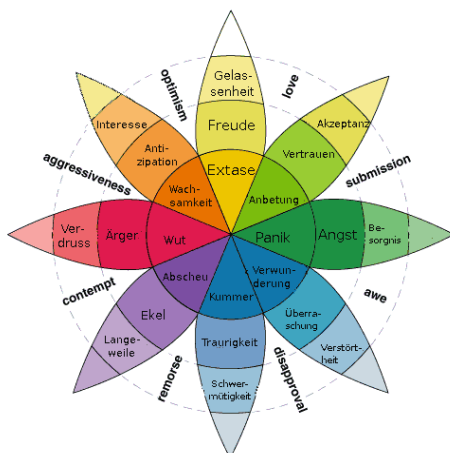 Gelas-
senheit
optimism
love
Interesse
Freude
Akzeptanz
Anti-
zipation
Vertrauen
aggressiveness
Extase
submission
Wach-
samkeit
Anbetung
Ver-
druss
Ärger
Wut
Panik
Angst
Be-
sorgnis
Abscheu
Verwun-
derung
contempt
Kummer
awe
Ekel
Überra-
schung
Lange-
weile
Traurigkeit
Verstört-
heit
remorse
disapproval
Schwer-
mütigkeit